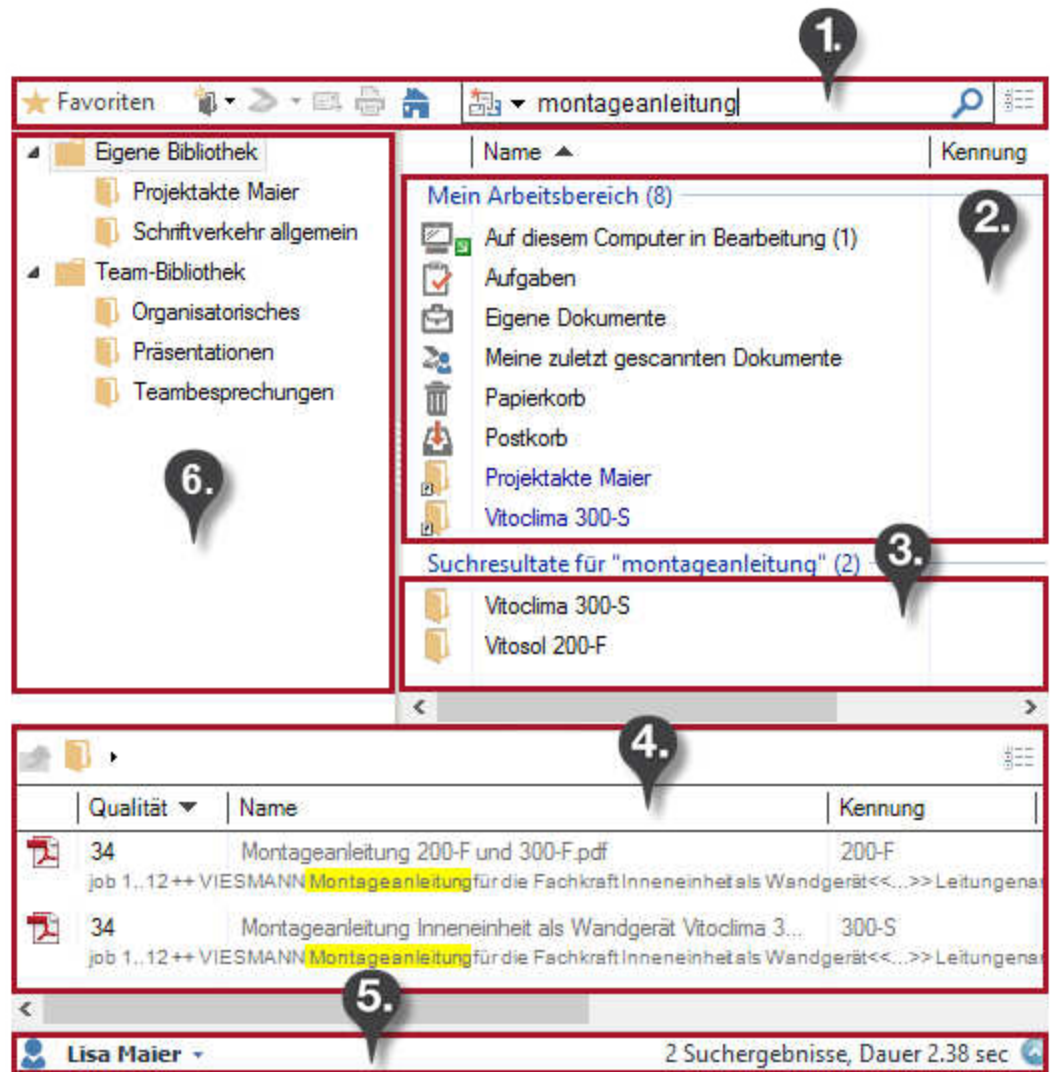 1.
Favoriten montageanleitung
Eigene Bibliothek
Projektakte Maier
Schriftverkehr allgemein
Team-Bibliothek
Organisatorisches
Präsentationen
Teambesprechungen
6.
Name Kennung
Mein Arbeitsbereich (8)
2.
Auf diesem Computer in Bearbeitung (1)
Aufgaben
Eigene Dokumente
Meine zuletzt gescannten Dokumente
Papierkorb
Postkorb
Projektakte Maier
Vitoclima 300-S
Suchresultate für "montageanleitung" (2)
3.
Vitoclima 300-S
Vitosol 200-F
4.
Qualität Name Kennung
34 Montageanleitung 200-F und 300-F.pdf 200-F
job 1..12 ++ VIESMANN Montageanleitung für die Fachkraft Inneneinheit als Wandgerät<<...>> Leitungena
34 Montageanleitung Inneneinheit als Wandgerät Vitoclima 3... 300-S
job 1..12 ++ VIESMANN Montageanleitung für die Fachkraft Inneneinheit als Wandgerät<<...>> Leitungena
5.
Lisa Maier 2 Suchergebnisse, Dauer 2.38 sec